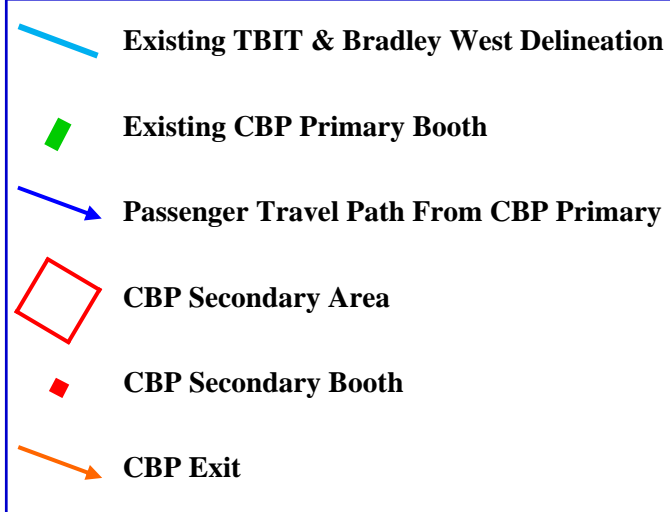 Existing TBIT & Bradley West Delineation
Existing CBP Primary Booth
Passenger Travel Path From CBP Primary
CBP Secondary Area
CBP Secondary Booth
CBP Exit